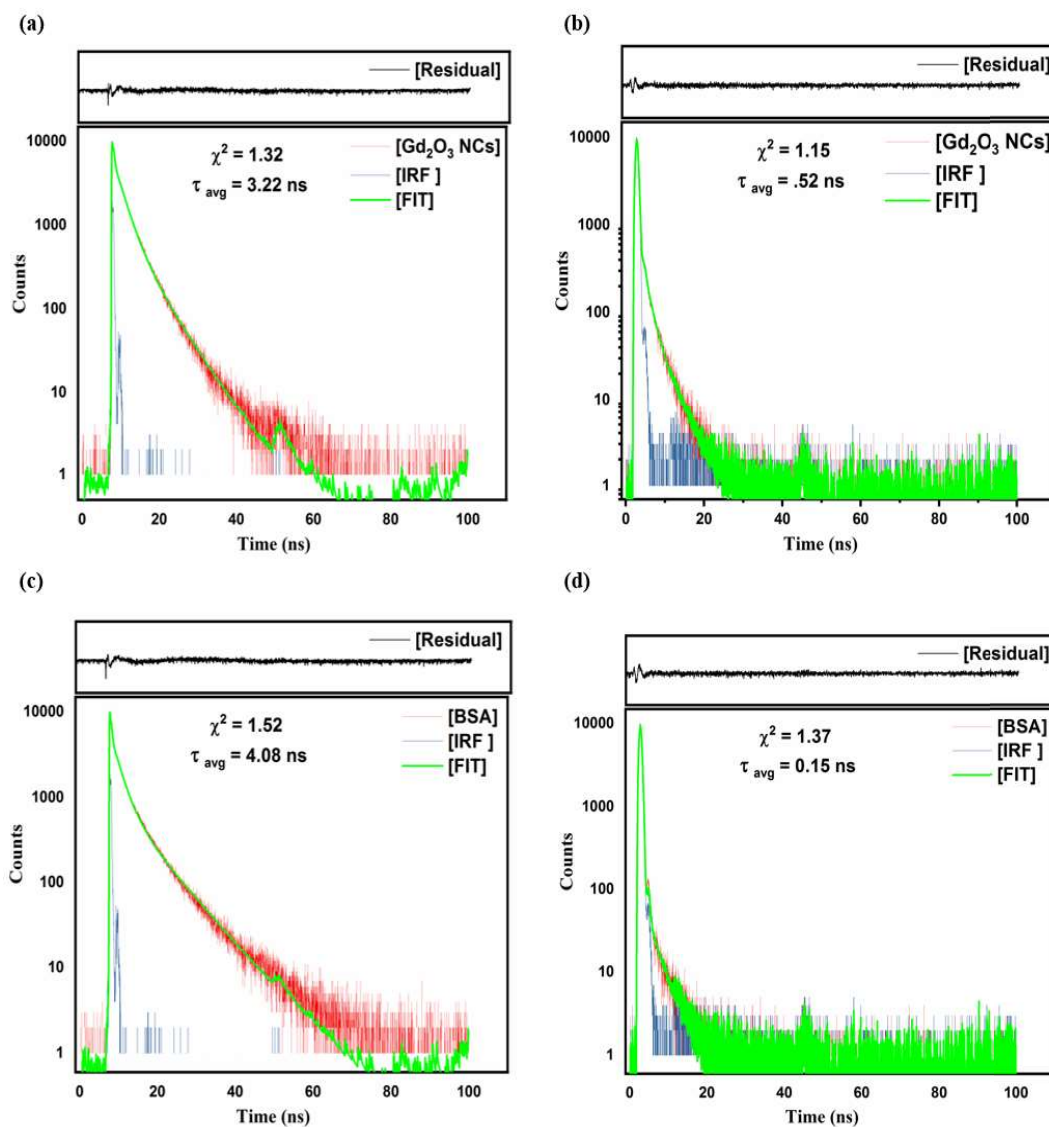 (a)
[Residual]
10000
1000
100
10
1
Counts
χ² = 1.32
τ avg = 3.22 ns
[Gd₂O₃ NCs]
[IRF ]
[FIT]
0 20 40 60 80 100
Time (ns)
(b)
[Residual]
10000
1000
100
10
1
Counts
χ² = 1.15
τ avg = .52 ns
[Gd₂O₃ NCs]
[IRF ]
[FIT]
0 20 40 60 80 100
Time (ns)
(c)
[Residual]
10000
1000
100
10
1
Counts
χ² = 1.52
τ avg = 4.08 ns
[BSA]
[IRF ]
[FIT]
0 20 40 60 80 100
Time (ns)
(d)
[Residual]
10000
1000
100
10
1
Counts
χ² = 1.37
τ avg = 0.15 ns
[BSA]
[IRF ]
[FIT]
0 20 40 60 80 100
Time (ns)